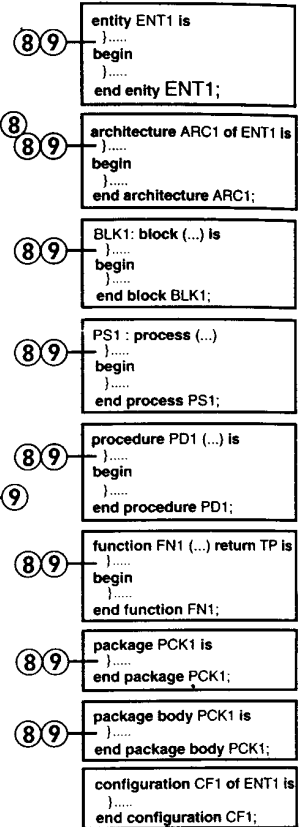 entity ENT1 is
⑧⑨ }.....
begin
}.....
end enity ENT1;
⑧
architecture ARC1 of ENT1 is
⑧⑨ }.....
begin
}.....
end architecture ARC1;
BLK1: block (...) is
⑧⑨ }.....
begin
}.....
end block BLK1;
PS1 : process (...)
⑧⑨ }.....
begin
}.....
end process PS1;
procedure PD1 (...) is
⑧⑨ }.....
begin
⑨ }.....
end procedure PD1;
function FN1 (...) return TP is
⑧⑨ }.....
begin
}.....
end function FN1;
package PCK1 is
⑧⑨ }.....
end package PCK1;
package body PCK1 is
⑧⑨ }.....
end package body PCK1;
configuration CF1 of ENT1 is
}.....
end configuration CF1;